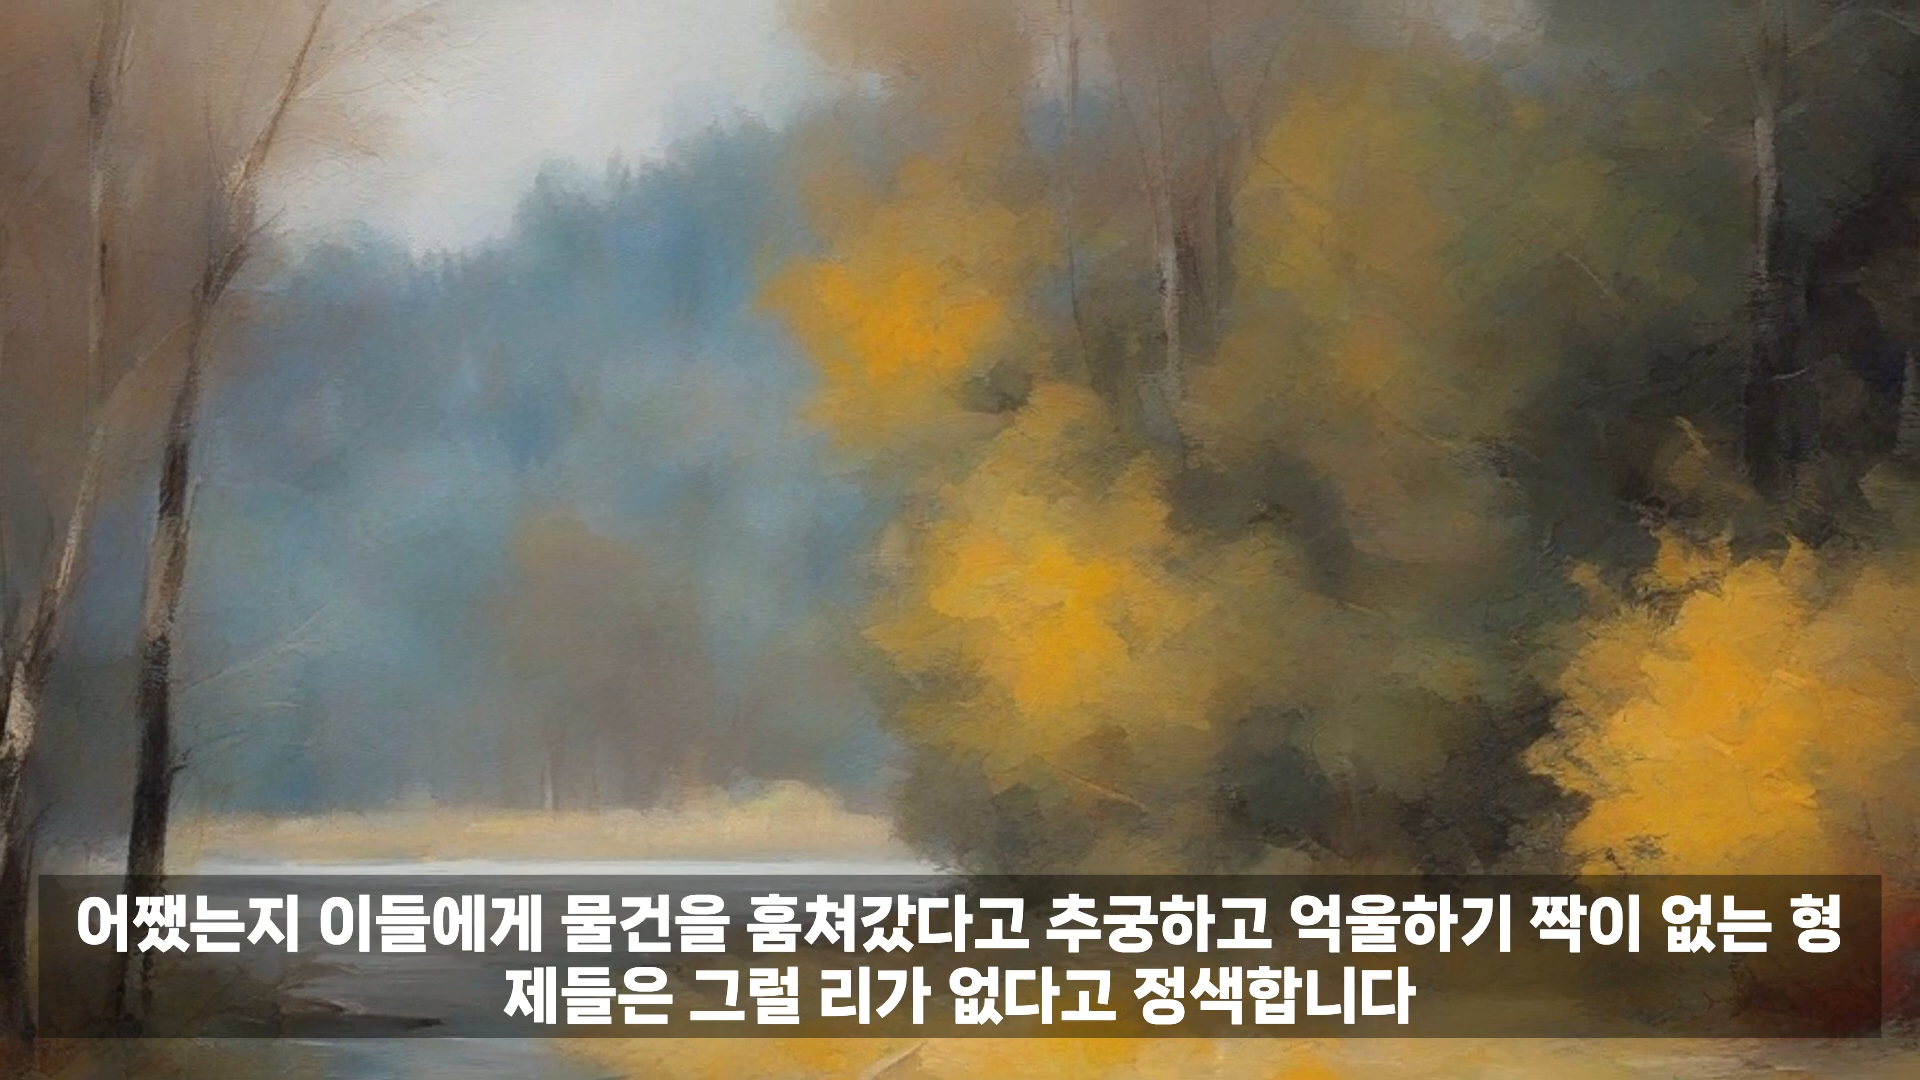 어쨌는지 이들에게 물건을 훔쳐갔다고 추궁하고 억울하기 짝이 없는 형
제들은 그럴 리가 없다고 정색합니다